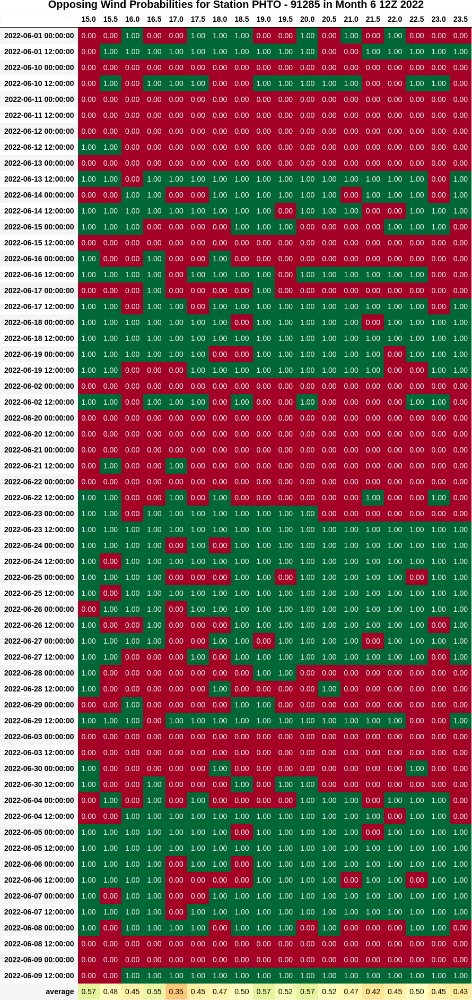 Opposing Wind Probabilities for Station PHTO - 91285 in Month 6 12Z 2022
15.0 15.5 16.0 16.5 17.0 17.5 18.0 18.5 19.0 19.5 20.0 20.5 21.0 21.5 22.0 22.5 23.0 23.5
2022-06-01 00:00:00 0.00 0.00 1.00 0.00 0.00 1.00 1.00 1.00 0.00 0.00 1.00 0.00 1.00 0.00 1.00 0.00 0.00 0.00
2022-06-01 12:00:00 0.00 1.00 1.00 1.00 1.00 1.00 1.00 1.00 1.00 1.00 1.00 0.00 0.00 1.00 1.00 1.00 1.00 1.00
2022-06-10 00:00:00 0.00 0.00 0.00 0.00 0.00 0.00 0.00 0.00 0.00 0.00 0.00 0.00 0.00 0.00 0.00 0.00 0.00 0.00
2022-06-10 12:00:00 0.00 1.00 0.00 1.00 1.00 1.00 0.00 0.00 1.00 1.00 1.00 1.00 1.00 0.00 0.00 1.00 1.00 0.00
2022-06-11 00:00:00 0.00 0.00 0.00 0.00 0.00 0.00 0.00 0.00 0.00 0.00 0.00 0.00 0.00 0.00 0.00 0.00 0.00 0.00
2022-06-11 12:00:00 0.00 0.00 0.00 0.00 0.00 0.00 0.00 0.00 0.00 0.00 0.00 0.00 0.00 0.00 0.00 0.00 0.00 0.00
2022-06-12 00:00:00 0.00 0.00 0.00 0.00 0.00 0.00 0.00 0.00 0.00 0.00 0.00 0.00 0.00 0.00 0.00 0.00 0.00 0.00
2022-06-12 12:00:00 1.00 1.00 0.00 0.00 0.00 0.00 0.00 0.00 0.00 0.00 0.00 0.00 0.00 0.00 0.00 0.00 0.00 0.00
2022-06-13 00:00:00 0.00 0.00 0.00 0.00 0.00 0.00 0.00 0.00 0.00 0.00 0.00 0.00 0.00 0.00 0.00 0.00 0.00 0.00
2022-06-13 12:00:00 1.00 1.00 0.00 1.00 1.00 1.00 1.00 1.00 1.00 1.00 1.00 1.00 1.00 1.00 1.00 1.00 0.00 1.00
2022-06-14 00:00:00 0.00 0.00 1.00 1.00 0.00 0.00 1.00 1.00 1.00 1.00 1.00 1.00 0.00 1.00 1.00 1.00 0.00 1.00
2022-06-14 12:00:00 1.00 1.00 1.00 1.00 1.00 1.00 1.00 1.00 1.00 0.00 1.00 1.00 1.00 0.00 0.00 1.00 1.00 1.00
2022-06-15 00:00:00 1.00 1.00 1.00 0.00 0.00 0.00 0.00 1.00 1.00 1.00 0.00 0.00 0.00 0.00 1.00 1.00 1.00 0.00
2022-06-15 12:00:00 0.00 0.00 0.00 0.00 0.00 0.00 0.00 0.00 0.00 0.00 0.00 0.00 0.00 0.00 0.00 0.00 0.00 0.00
2022-06-16 00:00:00 1.00 0.00 0.00 1.00 0.00 0.00 1.00 0.00 0.00 0.00 0.00 0.00 0.00 0.00 0.00 0.00 0.00 0.00
2022-06-16 12:00:00 1.00 1.00 1.00 1.00 0.00 1.00 1.00 1.00 1.00 0.00 1.00 1.00 1.00 1.00 1.00 1.00 0.00 0.00
2022-06-17 00:00:00 0.00 0.00 0.00 1.00 0.00 0.00 0.00 0.00 1.00 0.00 0.00 0.00 0.00 0.00 0.00 0.00 0.00 0.00
2022-06-17 12:00:00 1.00 1.00 0.00 1.00 1.00 0.00 1.00 1.00 1.00 1.00 1.00 1.00 1.00 1.00 1.00 1.00 0.00 1.00
2022-06-18 00:00:00 1.00 1.00 1.00 1.00 1.00 1.00 1.00 0.00 1.00 1.00 1.00 1.00 1.00 0.00 1.00 1.00 1.00 1.00
2022-06-18 12:00:00 1.00 1.00 1.00 1.00 1.00 1.00 1.00 1.00 1.00 1.00 1.00 1.00 1.00 1.00 1.00 1.00 1.00 1.00
2022-06-19 00:00:00 1.00 1.00 1.00 1.00 1.00 1.00 0.00 0.00 1.00 1.00 1.00 1.00 1.00 1.00 0.00 1.00 1.00 1.00
2022-06-19 12:00:00 1.00 1.00 0.00 0.00 0.00 1.00 1.00 1.00 1.00 1.00 1.00 1.00 1.00 1.00 0.00 0.00 1.00 1.00
2022-06-02 00:00:00 0.00 0.00 0.00 0.00 0.00 0.00 0.00 0.00 0.00 0.00 0.00 0.00 0.00 0.00 0.00 0.00 0.00 0.00
2022-06-02 12:00:00 1.00 1.00 0.00 1.00 1.00 1.00 0.00 1.00 0.00 0.00 1.00 0.00 0.00 0.00 0.00 1.00 1.00 0.00
2022-06-20 00:00:00 0.00 0.00 0.00 0.00 0.00 0.00 0.00 0.00 0.00 0.00 0.00 0.00 0.00 0.00 0.00 0.00 0.00 0.00
2022-06-20 12:00:00 0.00 0.00 0.00 0.00 0.00 0.00 0.00 0.00 0.00 0.00 0.00 0.00 0.00 0.00 0.00 0.00 0.00 0.00
2022-06-21 00:00:00 0.00 0.00 0.00 0.00 0.00 0.00 0.00 0.00 0.00 0.00 0.00 0.00 0.00 0.00 0.00 0.00 0.00 0.00
2022-06-21 12:00:00 0.00 1.00 0.00 0.00 1.00 0.00 0.00 0.00 0.00 0.00 0.00 0.00 0.00 0.00 0.00 0.00 0.00 0.00
2022-06-22 00:00:00 0.00 0.00 0.00 0.00 0.00 0.00 0.00 0.00 0.00 0.00 0.00 0.00 0.00 0.00 0.00 0.00 0.00 0.00
2022-06-22 12:00:00 1.00 1.00 0.00 0.00 1.00 0.00 1.00 0.00 0.00 0.00 0.00 0.00 0.00 1.00 0.00 0.00 1.00 0.00
2022-06-23 00:00:00 1.00 1.00 0.00 1.00 1.00 1.00 1.00 1.00 1.00 1.00 1.00 0.00 0.00 0.00 0.00 0.00 0.00 0.00
2022-06-23 12:00:00 1.00 1.00 1.00 1.00 1.00 1.00 1.00 1.00 1.00 1.00 1.00 1.00 1.00 1.00 1.00 1.00 1.00 1.00
2022-06-24 00:00:00 1.00 1.00 1.00 1.00 0.00 1.00 0.00 1.00 1.00 1.00 1.00 1.00 1.00 1.00 1.00 1.00 1.00 1.00
2022-06-24 12:00:00 1.00 0.00 1.00 1.00 1.00 1.00 1.00 1.00 1.00 1.00 1.00 1.00 1.00 1.00 1.00 1.00 1.00 1.00
2022-06-25 00:00:00 1.00 1.00 1.00 1.00 0.00 0.00 0.00 1.00 1.00 0.00 1.00 1.00 1.00 1.00 1.00 0.00 1.00 1.00
2022-06-25 12:00:00 1.00 0.00 1.00 1.00 1.00 1.00 1.00 1.00 1.00 1.00 1.00 1.00 1.00 1.00 1.00 1.00 1.00 1.00
2022-06-26 00:00:00 0.00 1.00 1.00 1.00 0.00 1.00 1.00 1.00 1.00 1.00 1.00 1.00 1.00 1.00 1.00 1.00 1.00 1.00
2022-06-26 12:00:00 1.00 0.00 0.00 1.00 0.00 0.00 0.00 1.00 1.00 1.00 1.00 1.00 1.00 1.00 1.00 1.00 0.00 1.00
2022-06-27 00:00:00 1.00 1.00 1.00 1.00 0.00 0.00 1.00 1.00 0.00 1.00 1.00 1.00 1.00 0.00 1.00 1.00 1.00 1.00
2022-06-27 12:00:00 1.00 1.00 0.00 0.00 0.00 1.00 0.00 1.00 1.00 1.00 1.00 1.00 1.00 1.00 1.00 1.00 0.00 1.00
2022-06-28 00:00:00 1.00 0.00 0.00 0.00 0.00 0.00 0.00 0.00 1.00 1.00 0.00 0.00 0.00 0.00 0.00 0.00 0.00 0.00
2022-06-28 12:00:00 1.00 0.00 0.00 0.00 0.00 0.00 1.00 0.00 0.00 0.00 0.00 1.00 0.00 0.00 0.00 0.00 0.00 0.00
2022-06-29 00:00:00 0.00 0.00 1.00 0.00 0.00 0.00 0.00 1.00 1.00 0.00 0.00 0.00 0.00 0.00 0.00 0.00 0.00 0.00
2022-06-29 12:00:00 1.00 1.00 1.00 0.00 1.00 1.00 1.00 1.00 1.00 1.00 1.00 1.00 1.00 1.00 1.00 0.00 0.00 1.00
2022-06-03 00:00:00 0.00 0.00 0.00 0.00 0.00 0.00 0.00 0.00 0.00 0.00 0.00 0.00 0.00 0.00 0.00 0.00 0.00 0.00
2022-06-03 12:00:00 0.00 0.00 0.00 0.00 0.00 0.00 0.00 0.00 0.00 0.00 0.00 0.00 0.00 0.00 0.00 0.00 0.00 0.00
2022-06-30 00:00:00 1.00 0.00 0.00 0.00 0.00 0.00 1.00 0.00 0.00 0.00 0.00 0.00 0.00 0.00 0.00 1.00 0.00 0.00
2022-06-30 12:00:00 1.00 0.00 0.00 1.00 0.00 0.00 0.00 1.00 0.00 1.00 1.00 0.00 0.00 0.00 0.00 0.00 0.00 0.00
2022-06-04 00:00:00 0.00 1.00 0.00 1.00 0.00 1.00 0.00 0.00 0.00 0.00 1.00 1.00 1.00 0.00 1.00 1.00 1.00 0.00
2022-06-04 12:00:00 0.00 0.00 1.00 1.00 1.00 1.00 1.00 1.00 1.00 1.00 1.00 1.00 1.00 1.00 0.00 1.00 1.00 0.00
2022-06-05 00:00:00 1.00 1.00 1.00 1.00 1.00 1.00 1.00 0.00 1.00 1.00 1.00 1.00 1.00 0.00 1.00 1.00 1.00 1.00
2022-06-05 12:00:00 1.00 1.00 1.00 1.00 1.00 1.00 1.00 1.00 1.00 1.00 1.00 1.00 1.00 1.00 1.00 1.00 1.00 1.00
2022-06-06 00:00:00 1.00 1.00 1.00 1.00 0.00 1.00 1.00 0.00 1.00 1.00 1.00 1.00 1.00 1.00 1.00 1.00 1.00 1.00
2022-06-06 12:00:00 1.00 1.00 1.00 1.00 0.00 0.00 0.00 0.00 1.00 1.00 1.00 1.00 0.00 1.00 1.00 0.00 1.00 1.00
2022-06-07 00:00:00 1.00 0.00 1.00 1.00 0.00 0.00 1.00 1.00 1.00 1.00 1.00 1.00 1.00 1.00 1.00 1.00 1.00 1.00
2022-06-07 12:00:00 1.00 1.00 1.00 1.00 0.00 1.00 1.00 1.00 1.00 1.00 1.00 1.00 1.00 1.00 1.00 1.00 1.00 1.00
2022-06-08 00:00:00 1.00 0.00 1.00 1.00 1.00 1.00 0.00 1.00 1.00 1.00 0.00 1.00 0.00 0.00 0.00 1.00 1.00 0.00
2022-06-08 12:00:00 0.00 0.00 0.00 0.00 0.00 0.00 0.00 0.00 0.00 0.00 0.00 0.00 0.00 0.00 0.00 0.00 0.00 0.00
2022-06-09 00:00:00 0.00 0.00 0.00 0.00 0.00 0.00 0.00 0.00 0.00 0.00 0.00 0.00 0.00 0.00 0.00 0.00 0.00 0.00
2022-06-09 12:00:00 0.00 0.00 1.00 1.00 1.00 1.00 1.00 1.00 1.00 1.00 1.00 1.00 1.00 1.00 1.00 1.00 1.00 1.00
average 0.57 0.48 0.45 0.55 0.35 0.45 0.47 0.50 0.57 0.52 0.57 0.52 0.47 0.42 0.45 0.50 0.45 0.43